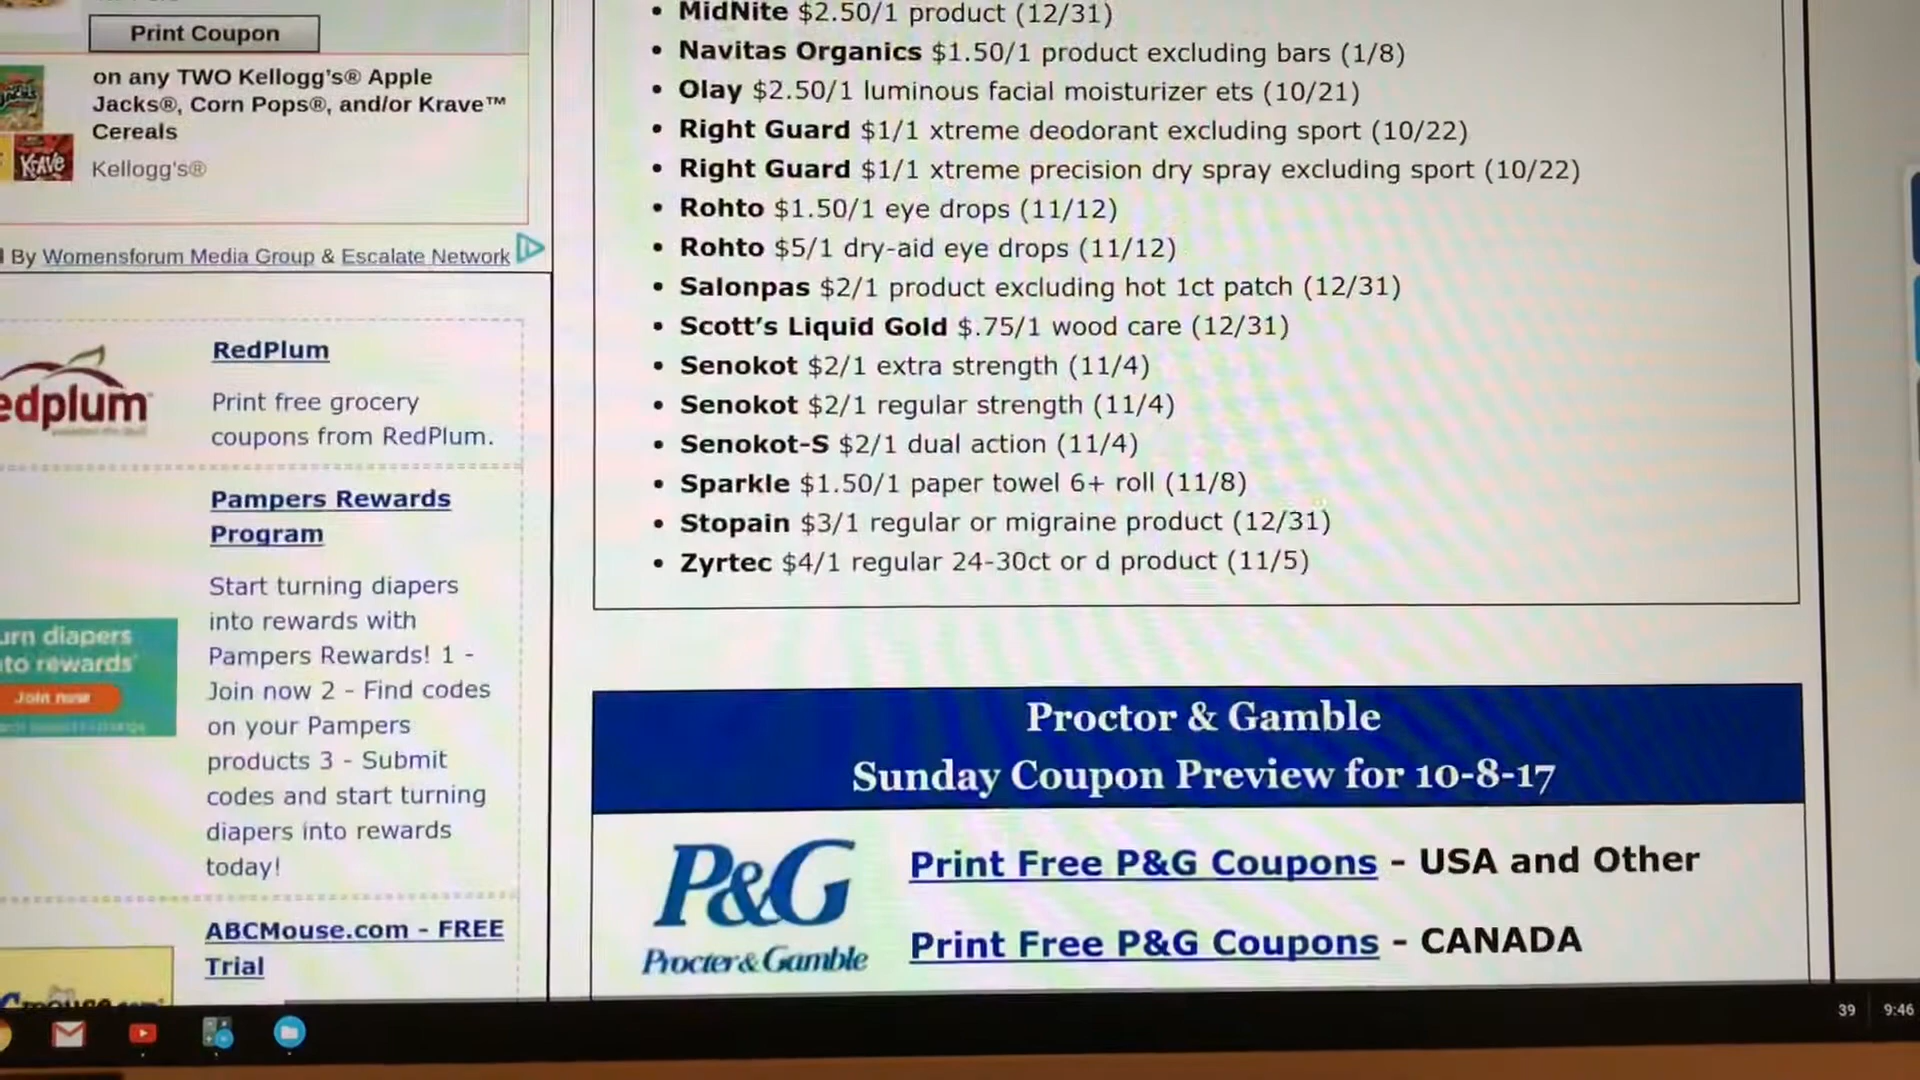 Print Coupon
on any TWO Kellogg's® Apple
Jacks®, Corn Pops®, and/or Krave™
Cereals
Kellogg's®
KRAVE
By Womensforum Media Group & Escalate Network
RedPlum
Print free grocery
coupons from RedPlum.
edplum
Pampers Rewards
Program
Start turning diapers
into rewards with
Pampers Rewards! 1 -
Join now 2 - Find codes
on your Pampers
products 3 - Submit
codes and start turning
diapers into rewards
today!
urn diapers
to rewards
Join now
ABCMouse.com - FREE
Trial
• MidNite $2.50/1 product (12/31)
• Navitas Organics $1.50/1 product excluding bars (1/8)
• Olay $2.50/1 luminous facial moisturizer ets (10/21)
• Right Guard $1/1 xtreme deodorant excluding sport (10/22)
• Right Guard $1/1 xtreme precision dry spray excluding sport (10/22)
• Rohto $1.50/1 eye drops (11/12)
• Rohto $5/1 dry-aid eye drops (11/12)
• Salonpas $2/1 product excluding hot 1ct patch (12/31)
• Scott's Liquid Gold $.75/1 wood care (12/31)
• Senokot $2/1 extra strength (11/4)
• Senokot $2/1 regular strength (11/4)
• Senokot-S $2/1 dual action (11/4)
• Sparkle $1.50/1 paper towel 6+ roll (11/8)
• Stopain $3/1 regular or migraine product (12/31)
• Zyrtec $4/1 regular 24-30ct or d product (11/5)
Proctor & Gamble
Sunday Coupon Preview for 10-8-17
P&G
Procter & Gamble
Print Free P&G Coupons - USA and Other
Print Free P&G Coupons - CANADA
39 9:46